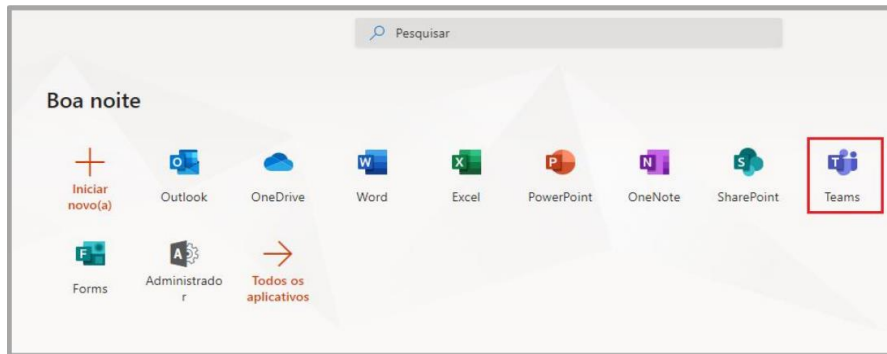 Pesquisar
Boa noite
Iniciar
novo(a)
Outlook
OneDrive
Word
Excel
PowerPoint
OneNote
SharePoint
Teams
Forms
Administrado
r
Todos os
aplicativos